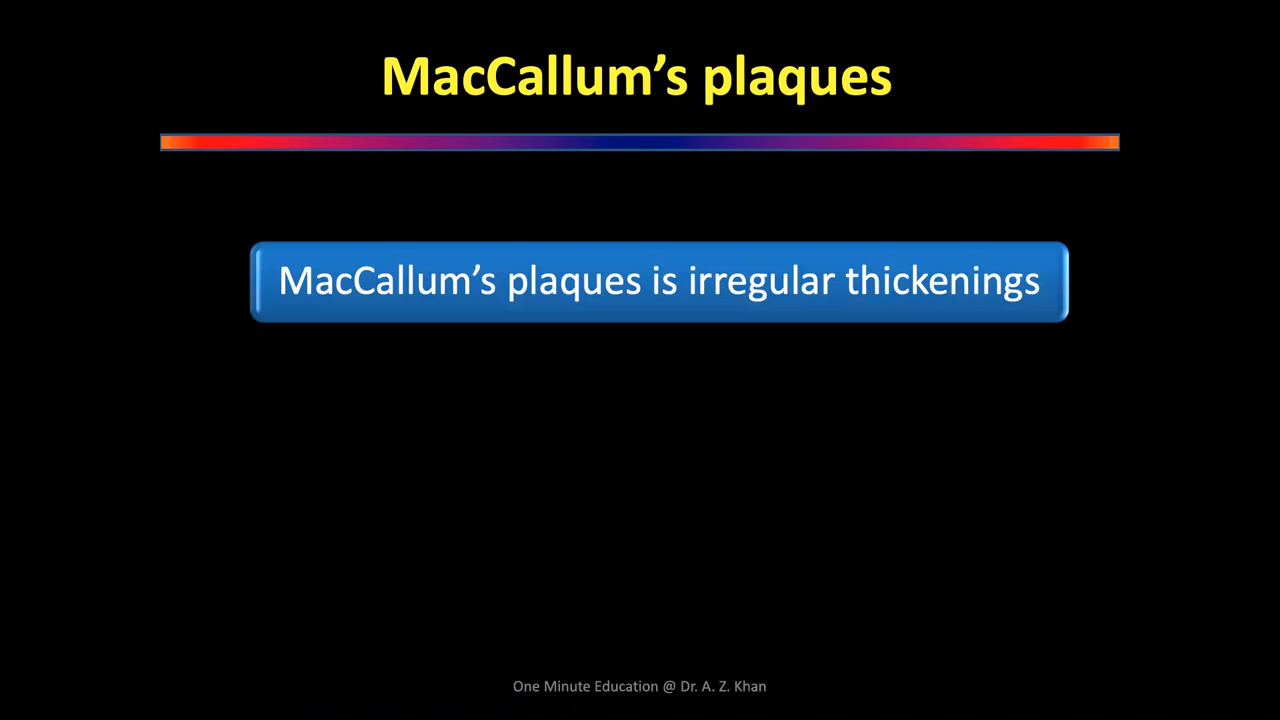 MacCallum’s plaques
MacCallum’s plaques is irregular thickenings
One Minute Education @ Dr. A. Z. Khan